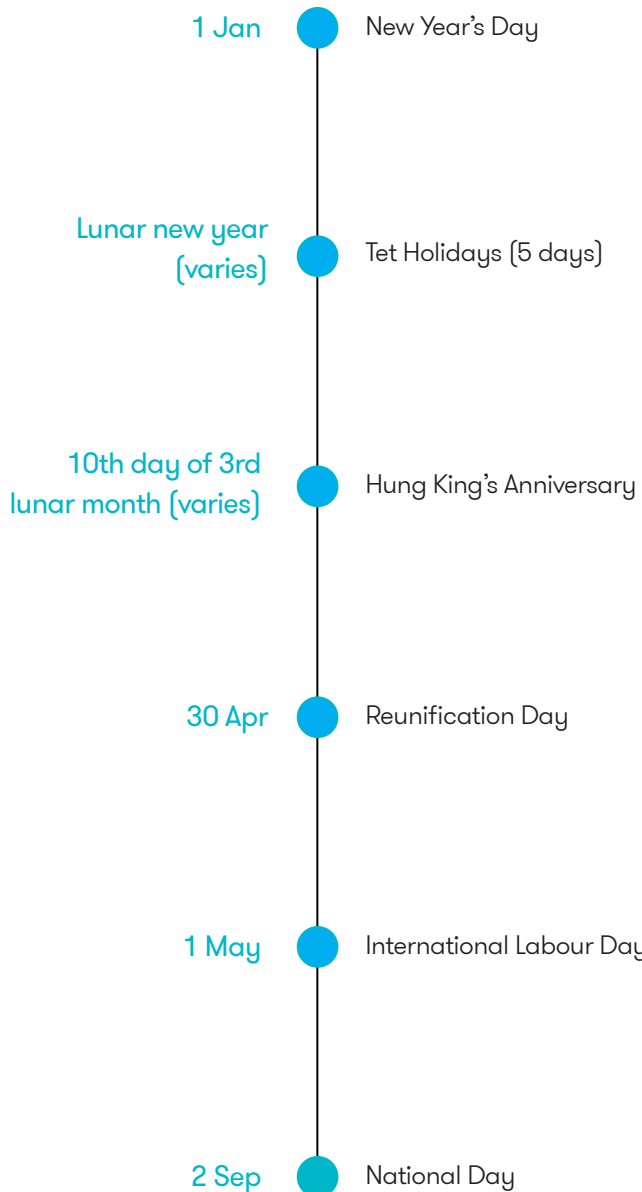 1 Jan
New Year’s Day
Lunar new year
(varies)
Tet Holidays (5 days)
10th day of 3rd
lunar month (varies)
Hung King’s Anniversary
30 Apr
Reunification Day
1 May
International Labour Day
2 Sep
National Day